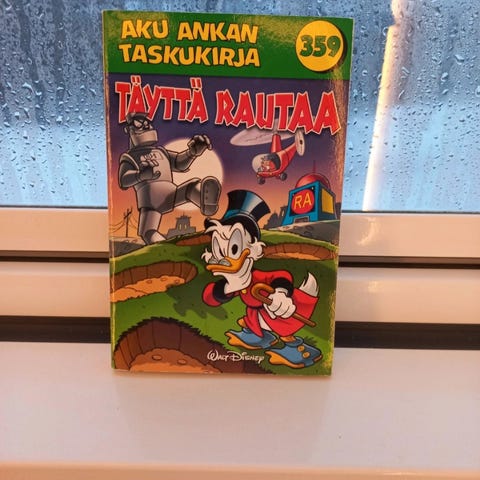 AKU ANKAN
TASKUKIRJA
359
TÄYTTÄ RAUTAA
RA
WALT DISNEY